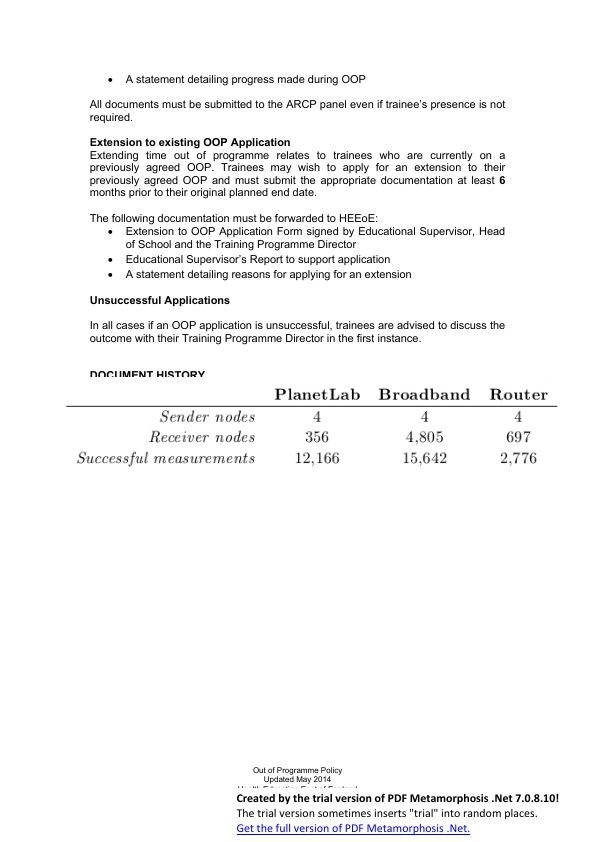 • A statement detailing progress made during OOP
All documents must be submitted to the ARCP panel even if trainee's presence is not
required.
Extension to existing OOP Application
Extending time out of programme relates to trainees who are currently on a
previously agreed OOP. Trainees may wish to apply for an extension to their
previously agreed OOP and must submit the appropriate documentation at least 6
months prior to their original planned end date.
The following documentation must be forwarded to HEEoE:
• Extension to OOP Application Form signed by Educational Supervisor, Head
of School and the Training Programme Director
• Educational Supervisor's Report to support application
• A statement detailing reasons for applying for an extension
Unsuccessful Applications
In all cases if an OOP application is unsuccessful, trainees are advised to discuss the
outcome with their Training Programme Director in the first instance.
DOCUMENT HISTORY
PlanetLab Broadband Router
Sender nodes 4 4 4
Receiver nodes 356 4,805 697
Successful measurements 12,166 15,642 2,776
Out of Programme Policy
Updated May 2014
Health Education East of England
Created by the trial version of PDF Metamorphosis .Net 7.0.8.10!
The trial version sometimes inserts "trial" into random places.
Get the full version of PDF Metamorphosis .Net.